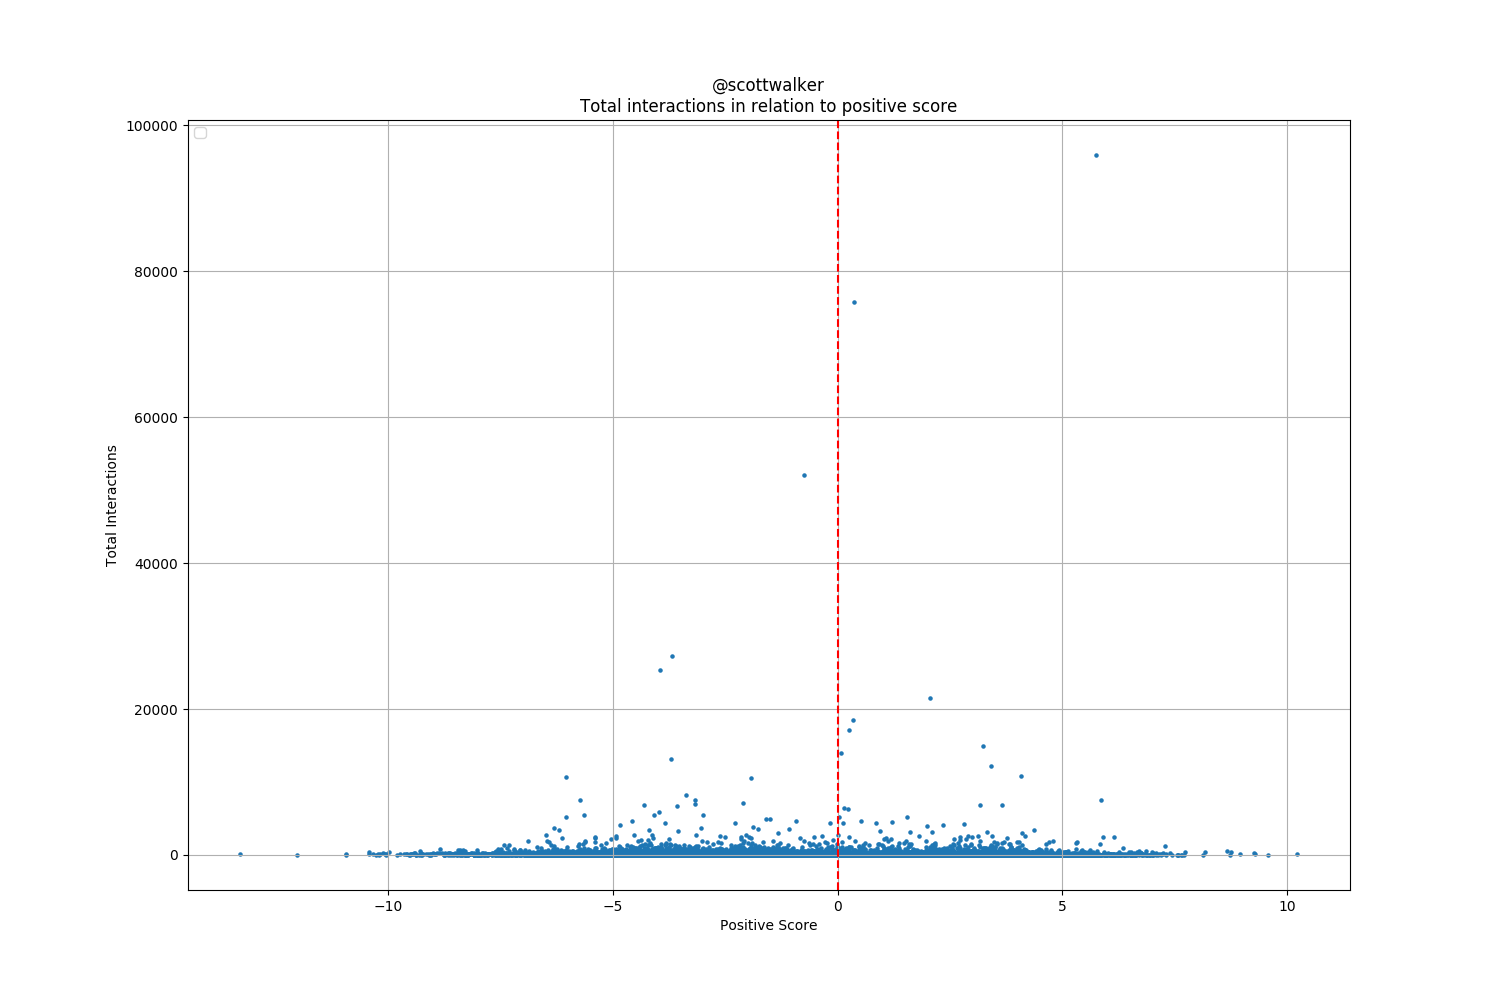 @scottwalker
Total interactions in relation to positive score
100000
80000
60000
40000
20000
0
Total Interactions
−10
−5
0
5
10
Positive Score